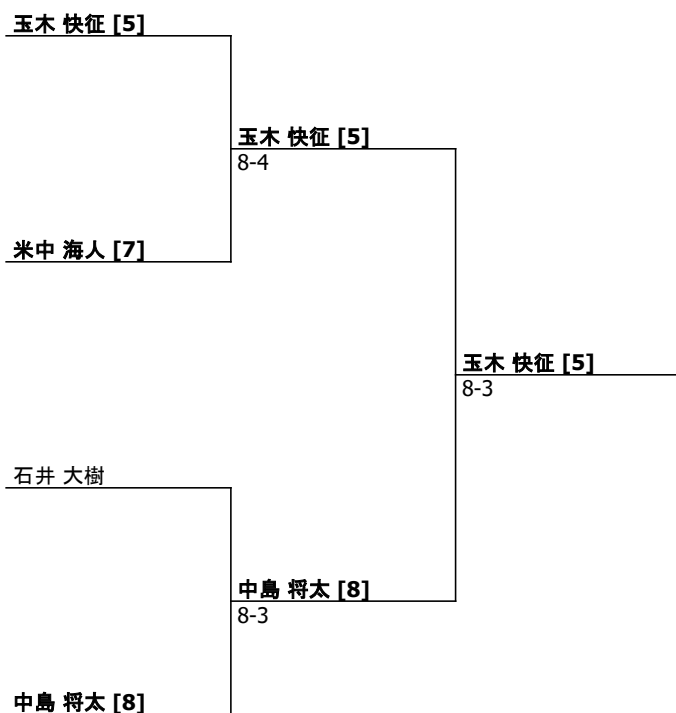 玉木 快征 [5]
玉木 快征 [5]
8-4
米中 海人 [7]
玉木 快征 [5]
8-3
石井 大樹
中島 将太 [8]
8-3
中島 将太 [8]